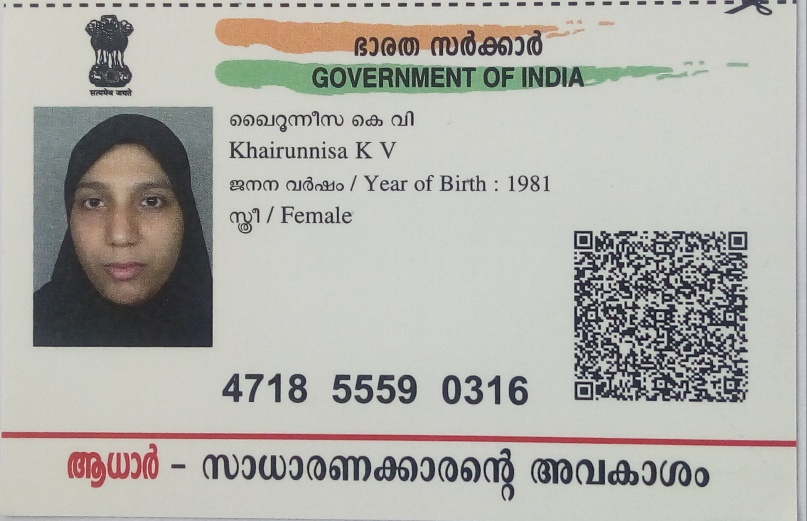 ഭാരത സർക്കാർ
GOVERNMENT OF INDIA
सत्यमेव जयते
ഖൈറുന്നീസ കെ വി
Khairunnisa K V
ജനന വർഷം / Year of Birth : 1981
സ്ത്രീ / Female
4718 5559 0316
ആധാർ – സാധാരണക്കാരന്റെ അവകാശം